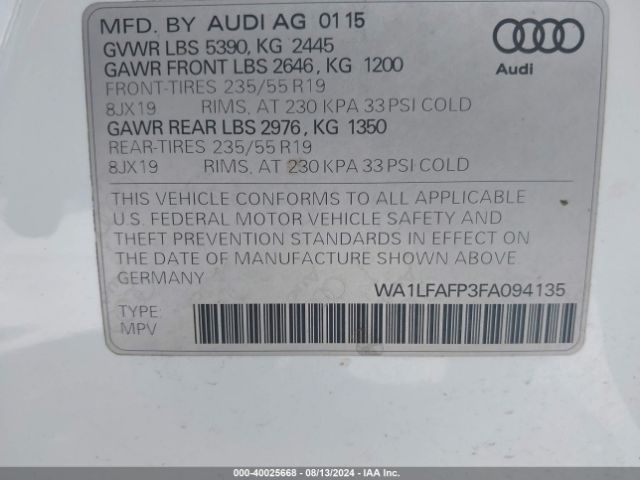 MFD. BY AUDI AG 01 15
GVWR LBS 5390, KG 2445
GAWR FRONT LBS 2646, KG 1200
FRONT-TIRES 235/55 R19
8JX19 RIMS, AT 230 KPA 33 PSI COLD
GAWR REAR LBS 2976, KG 1350
REAR-TIRES 235/55 R19
8JX19 RIMS, AT 230 KPA 33 PSI COLD
Audi
THIS VEHICLE CONFORMS TO ALL APPLICABLE
U.S. FEDERAL MOTOR VEHICLE SAFETY AND
THEFT PREVENTION STANDARDS IN EFFECT ON
THE DATE OF MANUFACTURE SHOWN ABOVE
GERMANY
WA1LFAFP3FA094135
TYPE:
MPV
000-40025668 - 08/13/2024 - IAA Inc.